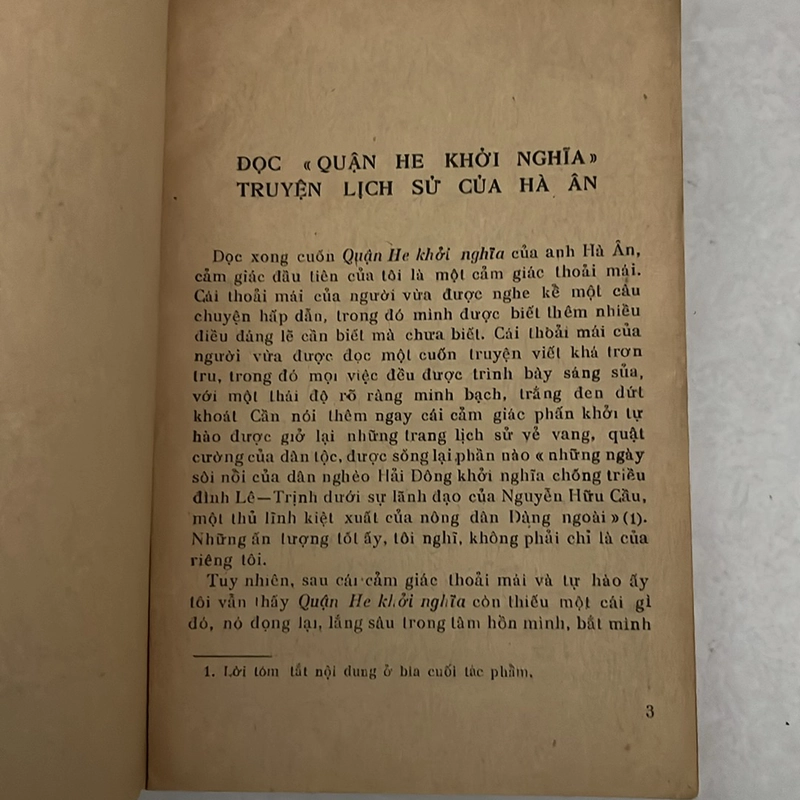 ĐỌC « QUẬN HE KHỞI NGHĨA »
TRUYỆN LỊCH SỬ CỦA HÀ ÂN
Đọc xong cuốn Quận He khởi nghĩa của anh Hà Ân,
cảm giác đầu tiên của tôi là một cảm giác thoải mái.
Cái thoải mái của người vừa được nghe kể một câu
chuyện hấp dẫn, trong đó mình được biết thêm nhiều
điều đáng lẽ cần biết mà chưa biết. Cái thoải mái của
người vừa được đọc một cuốn truyện viết khá trơn
tru, trong đó mọi việc đều được trình bày sáng sủa,
với một thái độ rõ ràng minh bạch, trắng đen dứt
khoát Cần nói thêm ngay cái cảm giác phấn khởi tự
hào được giở lại những trang lịch sử vẻ vang, quật
cường của dân tộc, được sống lại phần nào « những ngày
sôi nổi của dân nghèo Hải Dông khởi nghĩa chống triều
đình Lê—Trịnh dưới sự lãnh đạo của Nguyễn Hữu Cầu,
một thủ lĩnh kiệt xuất của nông dân Dàng ngoài » (1).
Những ấn tượng tốt ấy, tôi nghĩ, không phải chỉ là của
riêng tôi.
Tuy nhiên, sau cái cảm giác thoải mái và tự hào ấy
tôi vẫn thấy Quận He khởi nghĩa còn thiếu một cái gì
đó, nó đọng lại, lắng sâu trong tâm hồn mình, bắt mình
1. Lời tóm tắt nội dung ở bìa cuối tác phẩm,
3